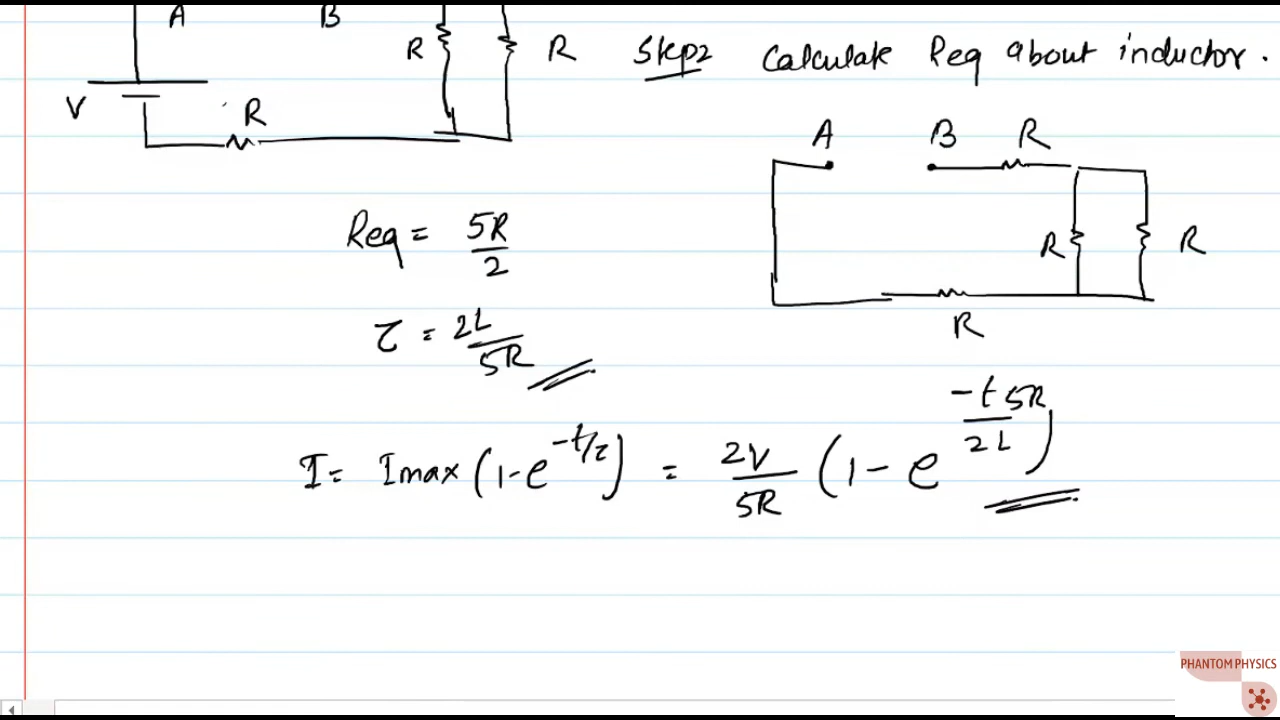 A B
R R
V R
Step2 Calculate Req about inductor.
A B R
R R
R
Req = 5R/2
τ = 2L/5R
I = Imax (1-e^-t/τ) = 2V/5R (1 - e^-t5R/2L)
PHANTOM PHYSICS